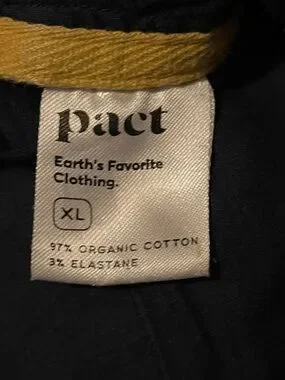 pact
Earth's Favorite
Clothing.
XL
97% ORGANIC COTTON
3% ELASTANE